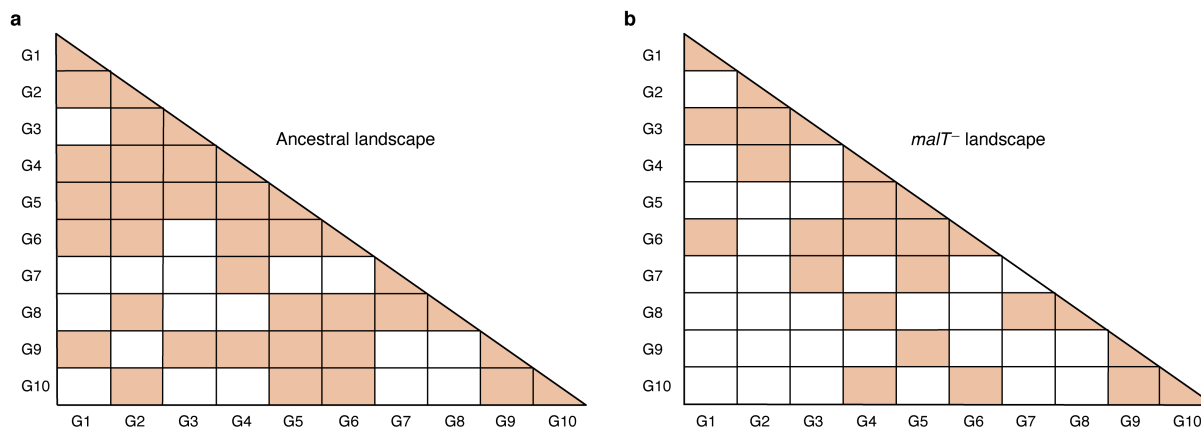 a
G1
G2
G3
G4
G5
G6
G7
G8
G9
G10
Ancestral landscape
G1 G2 G3 G4 G5 G6 G7 G8 G9 G10
b
G1
G2
G3
G4
G5
G6
G7
G8
G9
G10
malT⁻ landscape
G1 G2 G3 G4 G5 G6 G7 G8 G9 G10